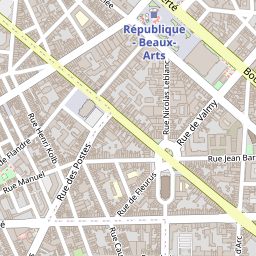 République
- Beaux-
Arts
Rue Nicolas Leblanc
Rue de Valmy
Rue Jean Bar
Rue Henri Kolb
de Flandre
Rue Manuel
Rue des Postes
Rue de Fleurus
d'Arc